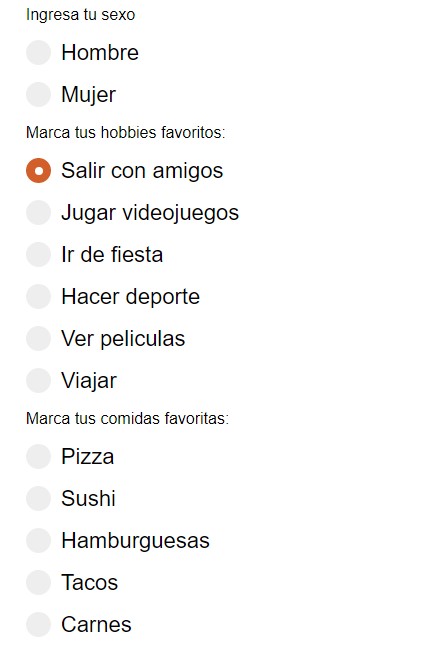 Ingresa tu sexo
Hombre
Mujer
Marca tus hobbies favoritos:
Salir con amigos
Jugar videojuegos
Ir de fiesta
Hacer deporte
Ver peliculas
Viajar
Marca tus comidas favoritas:
Pizza
Sushi
Hamburguesas
Tacos
Carnes